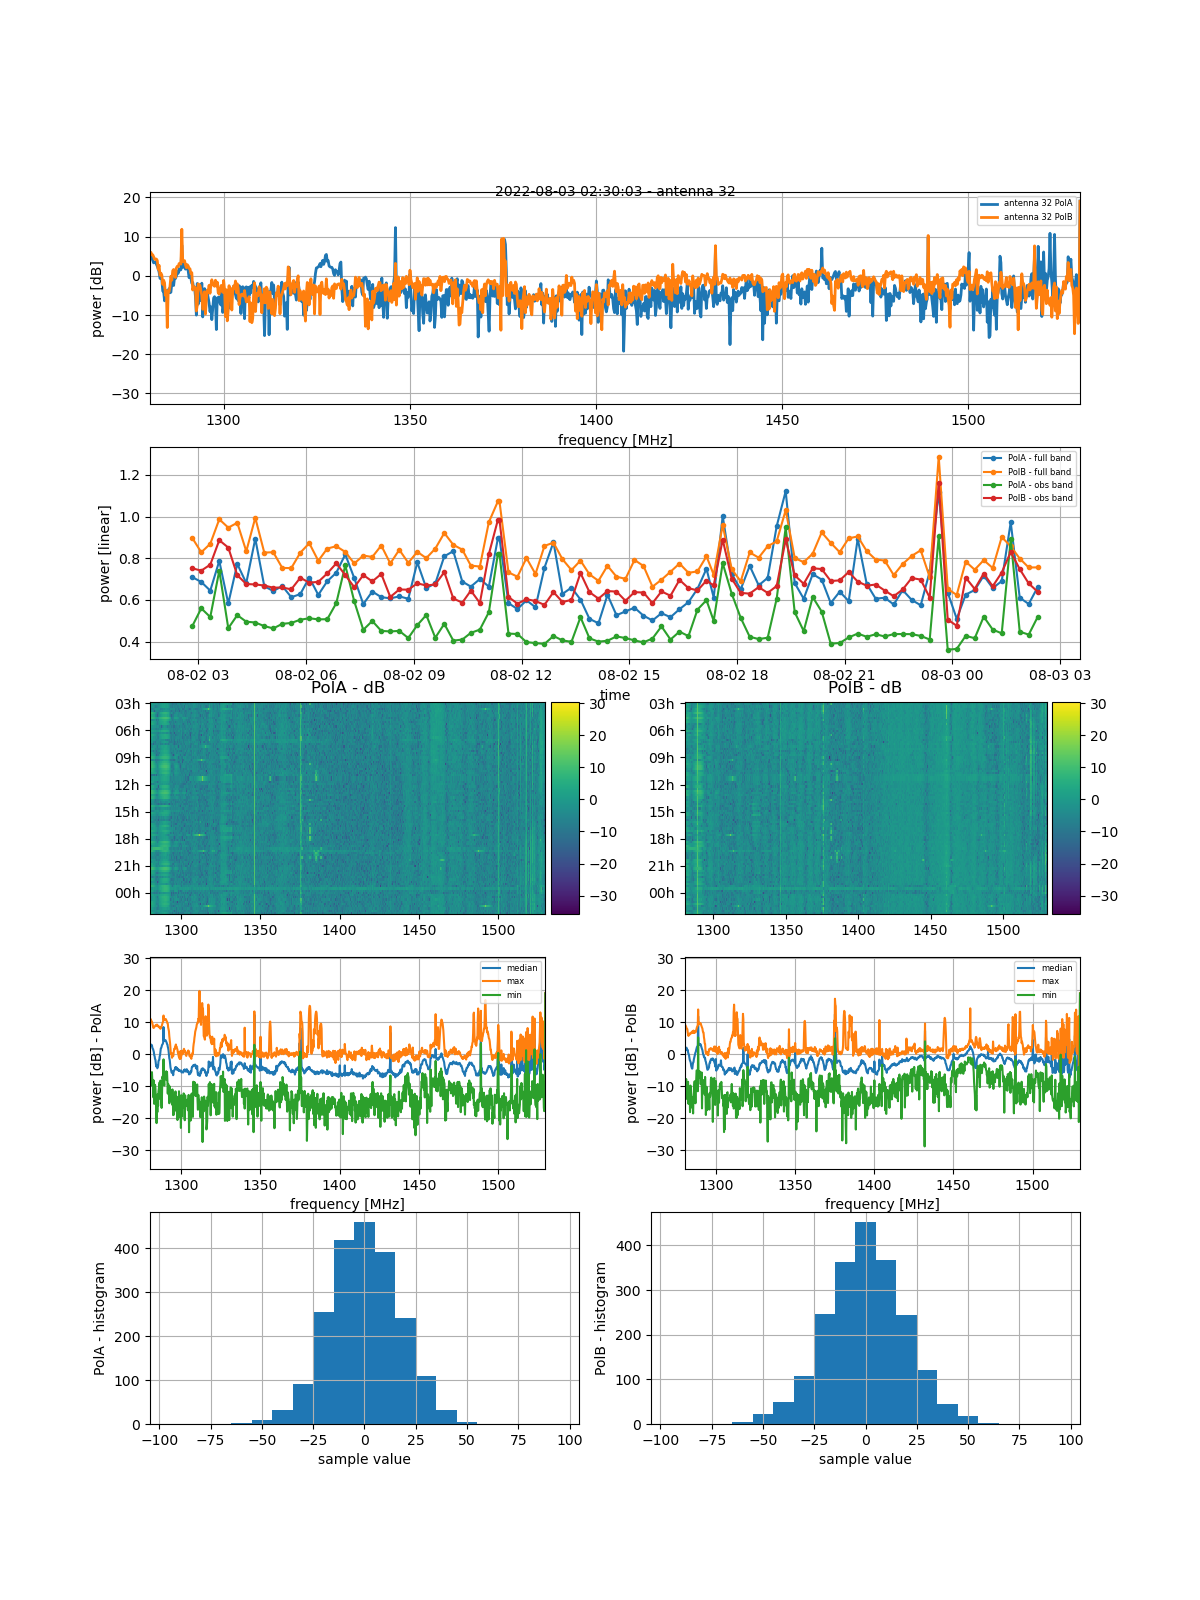 2022-08-03 02:30:03 - antenna 32
power [dB]
20
10
0
−10
−20
−30
antenna 32 PolA
antenna 32 PolB
1300
1350
1400
1450
1500
frequency [MHz]
power [linear]
1.2
1.0
0.8
0.6
0.4
PolA - full band
PolB - full band
PolA - obs band
PolB - obs band
08-02 03
08-02 06
08-02 09
08-02 12
08-02 15
08-02 18
08-02 21
08-03 00
08-03 03
time
PolA - dB
03h
06h
09h
12h
15h
18h
21h
00h
1300
1350
1400
1450
1500
30
20
10
0
−10
−20
−30
PolB - dB
03h
06h
09h
12h
15h
18h
21h
00h
1300
1350
1400
1450
1500
30
20
10
0
−10
−20
−30
power [dB] - PolA
30
20
10
0
−10
−20
−30
median
max
min
1300
1350
1400
1450
1500
frequency [MHz]
power [dB] - PolB
30
20
10
0
−10
−20
−30
median
max
min
1300
1350
1400
1450
1500
frequency [MHz]
PolA - histogram
400
300
200
100
0
−100
−75
−50
−25
0
25
50
75
100
sample value
PolB - histogram
400
300
200
100
0
−100
−75
−50
−25
0
25
50
75
100
sample value